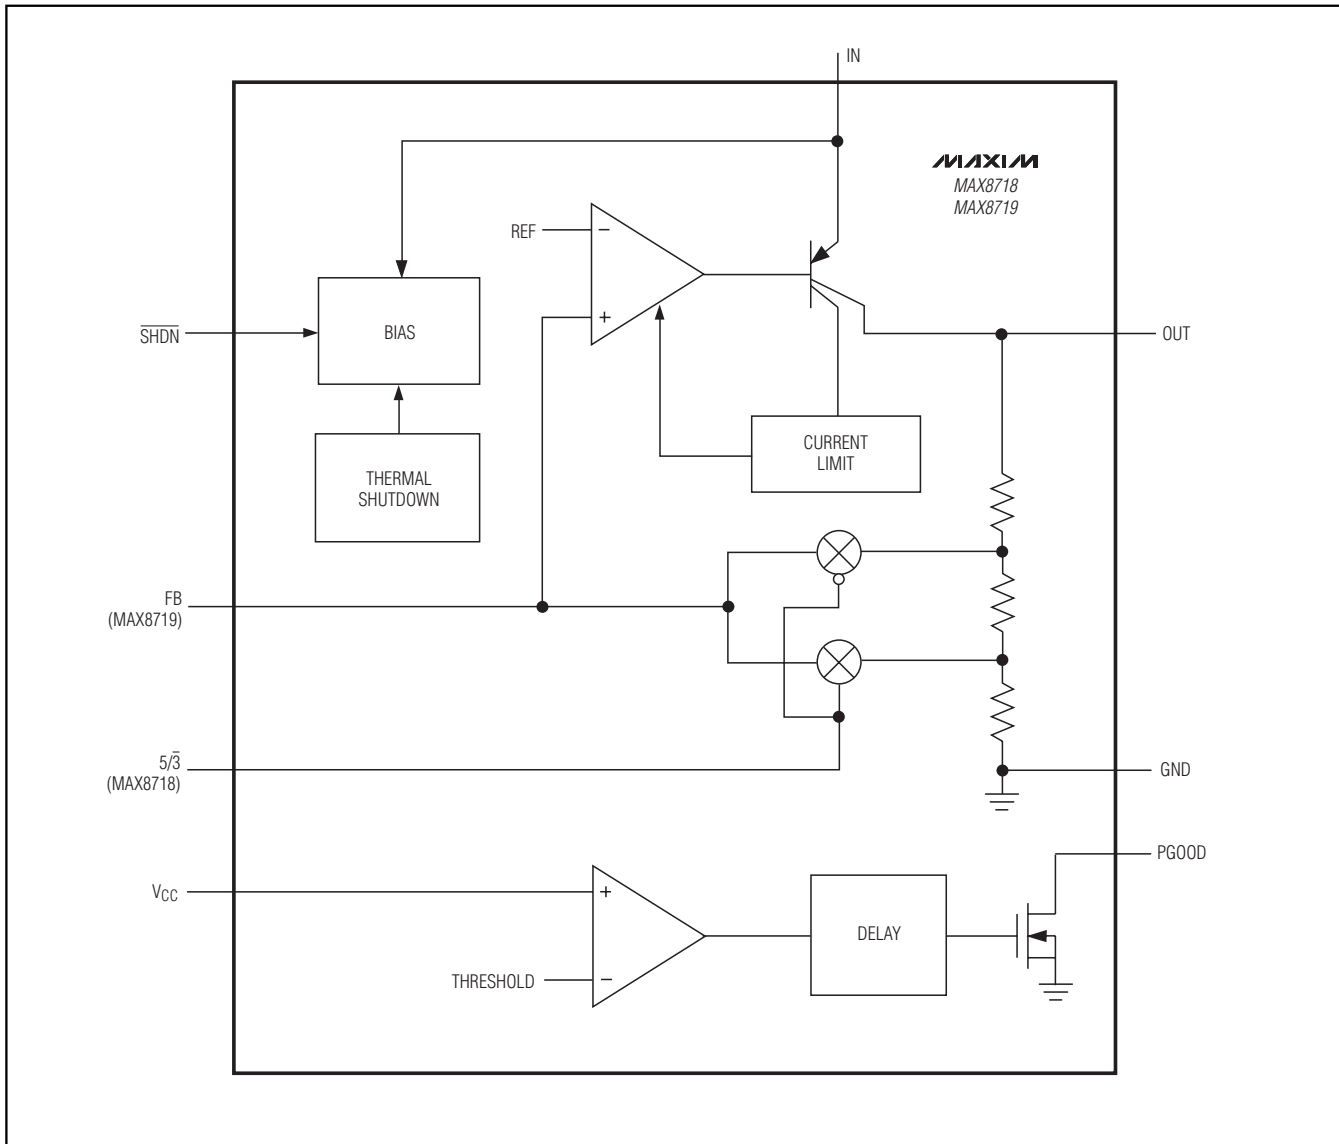 IN
MAXIM
MAX8718
MAX8719
REF
−
+
S̅H̅D̅N̅
BIAS
OUT
CURRENT
LIMIT
THERMAL
SHUTDOWN
FB
(MAX8719)
5/3̅
(MAX8718)
GND
PGOOD
VCC
+
DELAY
THRESHOLD
−